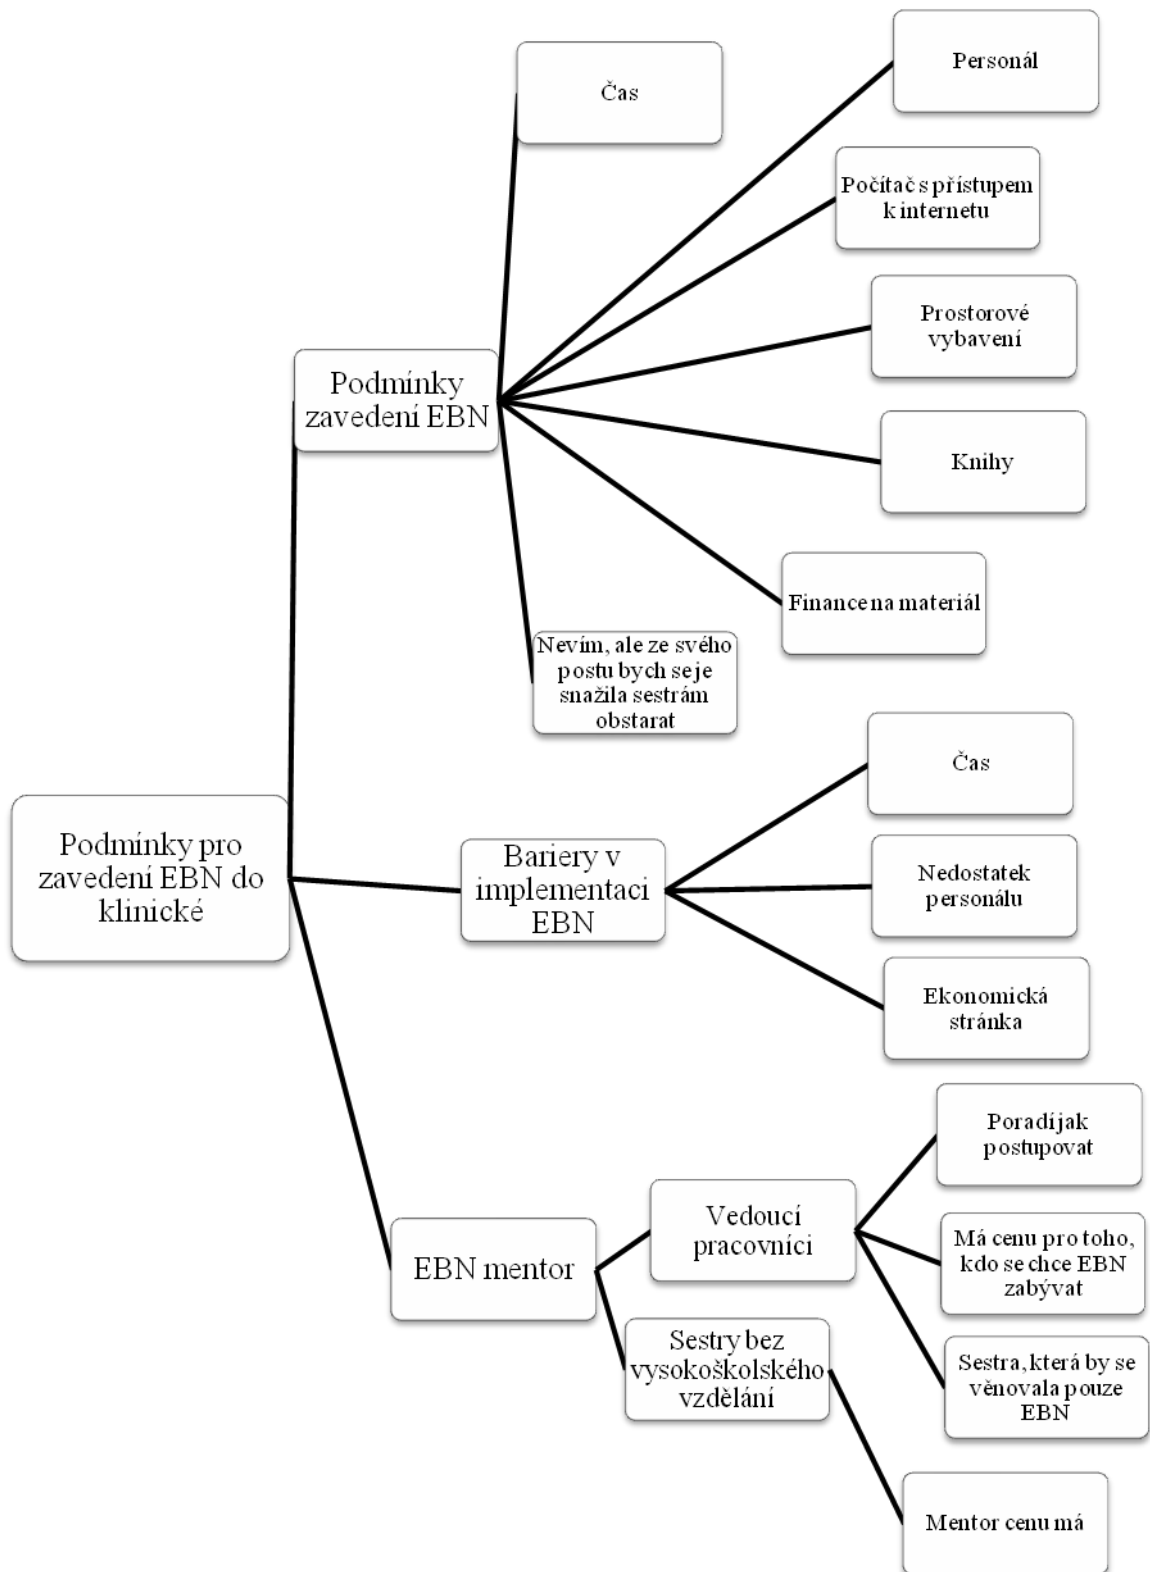 Čas
Personál
Počítač s přístupem
k internetu
Prostorové
vybavení
Podmínky
zavedení EBN
Knihy
Finance na materiál
Nevím, ale ze svého
postu bych se je
snažila sestrám
obstarat
Podmínky pro
zavedení EBN do
klinické
Bariery v
implementaci
EBN
Čas
Nedostatek
personálu
Ekonomická
stránka
EBN mentor
Vedoucí
pracovníci
Poradí jak
postupovat
Má cenu pro toho,
kdo se chce EBN
zabývat
Sestra, která by se
věnovala pouze
EBN
Sestry bez
vysokoškolského
vzdělání
Mentor cenu má